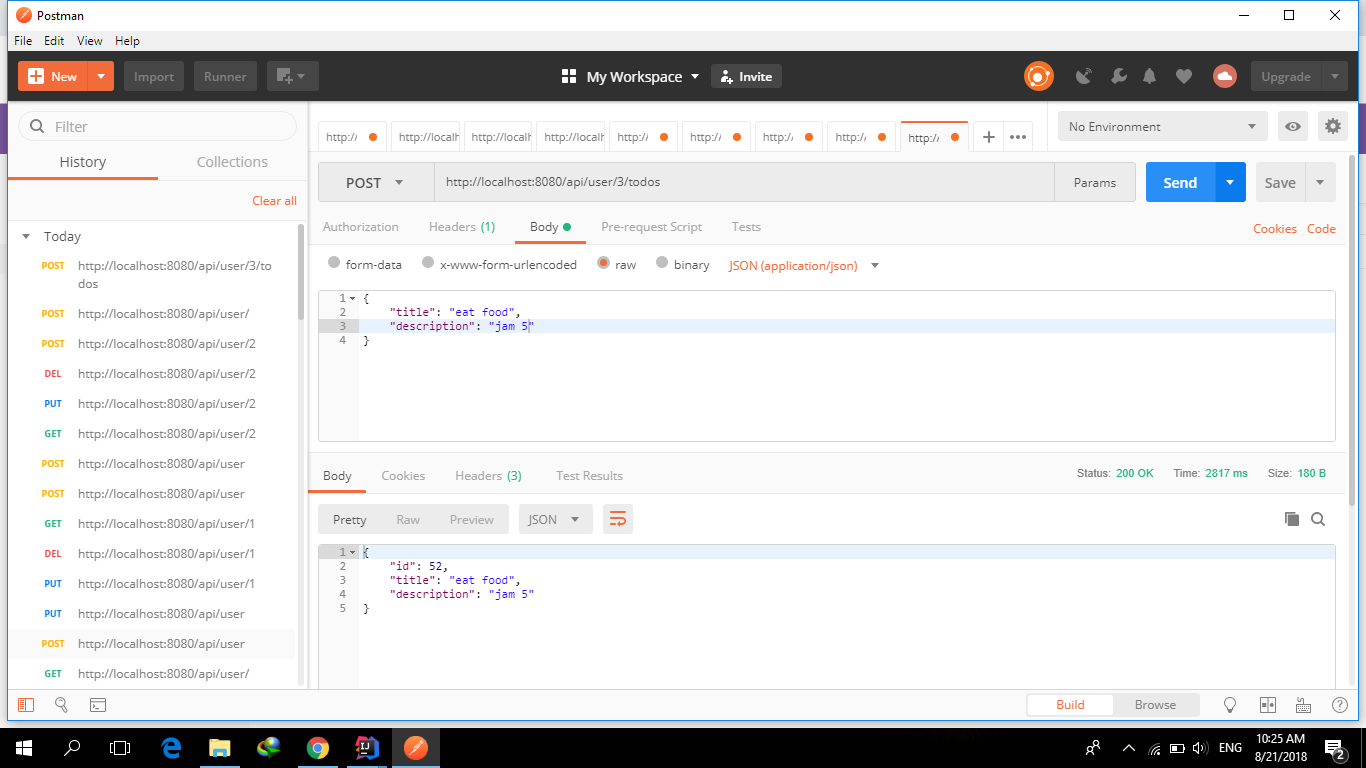 Postman
File Edit View Help
New Import Runner My Workspace Invite Upgrade
Filter
History Collections
Clear all
Today
POST http://localhost:8080/api/user/3/to
dos
POST http://localhost:8080/api/user/
POST http://localhost:8080/api/user/2
DEL http://localhost:8080/api/user/2
PUT http://localhost:8080/api/user/2
GET http://localhost:8080/api/user/2
POST http://localhost:8080/api/user
POST http://localhost:8080/api/user
GET http://localhost:8080/api/user/1
DEL http://localhost:8080/api/user/1
PUT http://localhost:8080/api/user/1
PUT http://localhost:8080/api/user
POST http://localhost:8080/api/user
GET http://localhost:8080/api/user/
http:/ http://localh http://localh http://localh http:/ http:/ http:/ http:/ http:/
No Environment
POST http://localhost:8080/api/user/3/todos Params Send Save
Authorization Headers (1) Body Pre-request Script Tests Cookies Code
form-data x-www-form-urlencoded raw binary JSON (application/json)
1 {
2 "title": "eat food",
3 "description": "jam 5"
4 }
Body Cookies Headers (3) Test Results Status: 200 OK Time: 2817 ms Size: 180 B
Pretty Raw Preview JSON
1 {
2 "id": 52,
3 "title": "eat food",
4 "description": "jam 5"
5 }
Build Browse
ENG
10:25 AM
8/21/2018
2